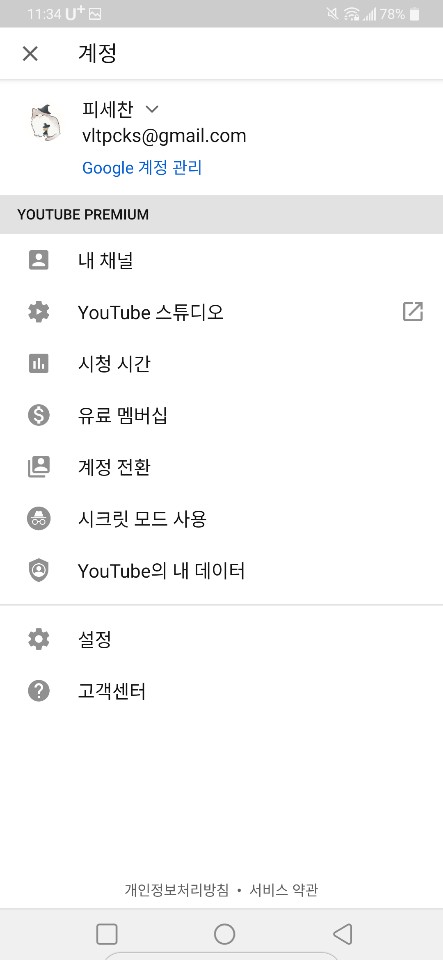 11:34 U+ 78%
계정
피세찬
vltpcks@gmail.com
Google 계정 관리
YOUTUBE PREMIUM
내 채널
YouTube 스튜디오
시청 시간
유료 멤버십
계정 전환
시크릿 모드 사용
YouTube의 내 데이터
설정
고객센터
개인정보처리방침 • 서비스 약관